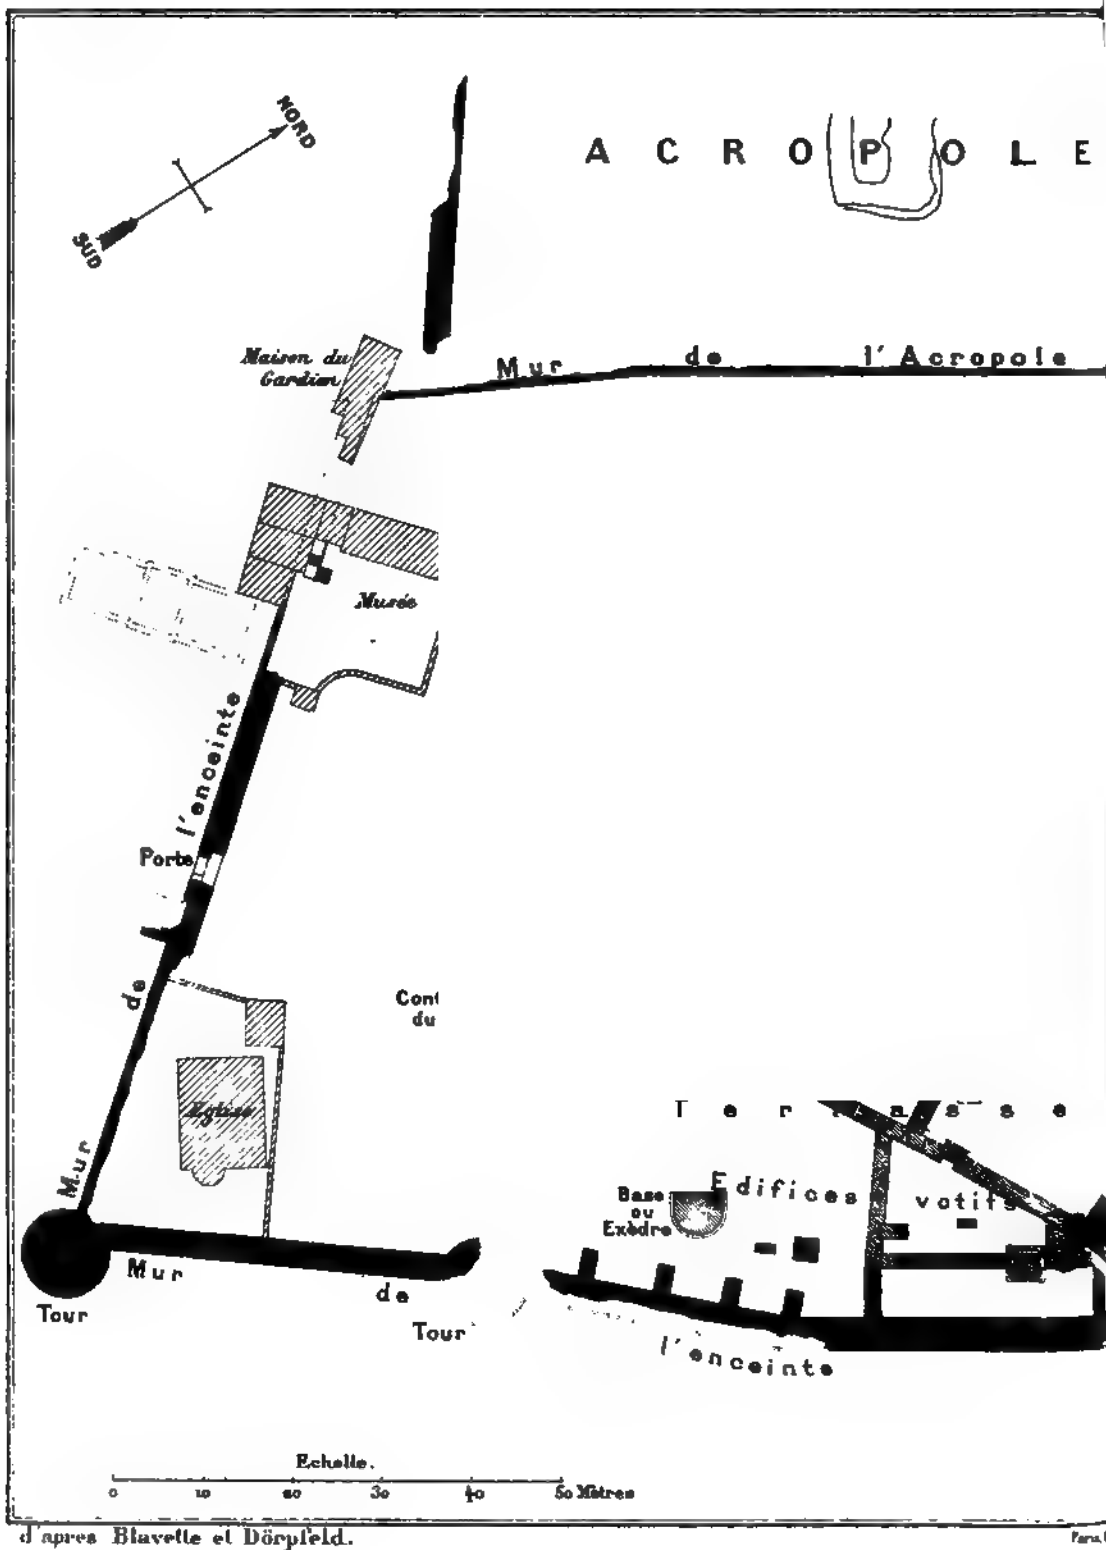 NORD
SUD
ACROPOLE
Maison du
Gardien
Mur de l'Acropole
Musée
Mur de l'enceinte
Porte
Cont
du
Eglise
Terrasse
Edifices votifs
Base
ou
Exèdre
Mur de l'enceinte
Tour
Tour
Echelle.
0 10 20 30 40 50 Mètres
d'apres Blavette et Dörpfeld.